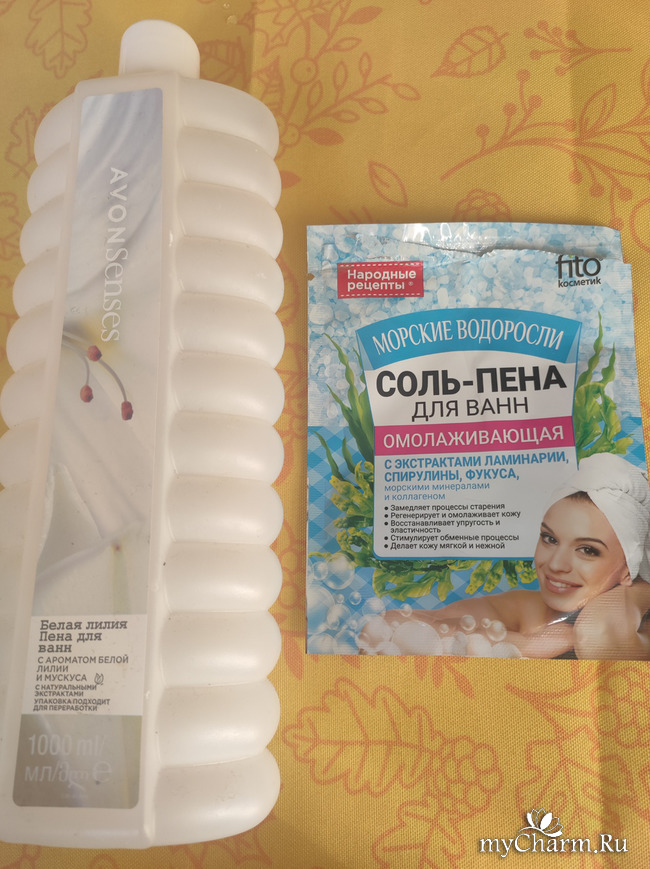 AVON Senses
Белая лилия
Пена для
ванн
С АРОМАТОМ БЕЛОЙ
ЛИЛИИ
И МУСКУСА
С НАТУРАЛЬНЫМИ
ЭКСТРАКТАМИ
УПАКОВКА ПОДХОДИТ
ДЛЯ ПЕРЕРАБОТКИ
1000 ml/
МЛ/
Народные
рецепты®
fito
косметик
МОРСКИЕ ВОДОРОСЛИ
СОЛЬ-ПЕНА
ДЛЯ ВАНН
ОМОЛАЖИВАЮЩАЯ
С ЭКСТРАКТАМИ ЛАМИНАРИИ,
СПИРУЛИНЫ, ФУКУСА,
морскими минералами
и коллагеном
• Замедляет процессы старения
• Регенерирует и омолаживает кожу
• Восстанавливает упругость и
эластичность
• Стимулирует обменные процессы
• Делает кожу мягкой и нежной
myCharm.Ru